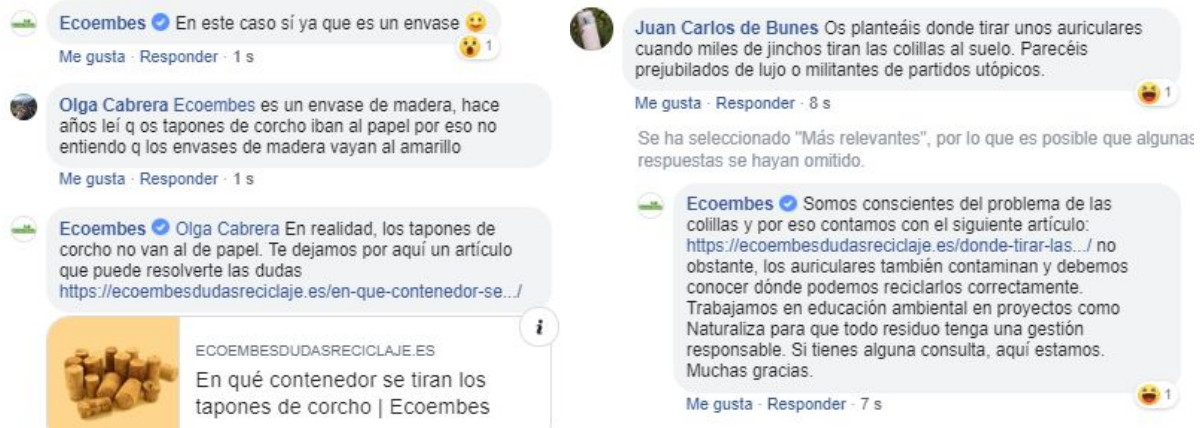 Ecoembes En este caso sí ya que es un envase
1
Me gusta · Responder · 1 s
Olga Cabrera Ecoembes es un envase de madera, hace
años leí q os tapones de corcho iban al papel por eso no
entiendo q los envases de madera vayan al amarillo
Me gusta · Responder · 1 s
Ecoembes Olga Cabrera En realidad, los tapones de
corcho no van al de papel. Te dejamos por aquí un artículo
que puede resolverte las dudas
https://ecoembesdudasreciclaje.es/en-que-contenedor-se.../
i
ECOEMBESDUDASRECICLAJE.ES
En qué contenedor se tiran los
tapones de corcho | Ecoembes
Juan Carlos de Bunes Os planteáis donde tirar unos auriculares
cuando miles de jinchos tiran las colillas al suelo. Parecéis
prejubilados de lujo o militantes de partidos utópicos.
1
Me gusta · Responder · 8 s
Se ha seleccionado "Más relevantes", por lo que es posible que algunas
respuestas se hayan omitido.
Ecoembes Somos conscientes del problema de las
colillas y por eso contamos con el siguiente artículo:
https://ecoembesdudasreciclaje.es/donde-tirar-las.../ no
obstante, los auriculares también contaminan y debemos
conocer dónde podemos reciclarlos correctamente.
Trabajamos en educación ambiental en proyectos como
Naturaliza para que todo residuo tenga una gestión
responsable. Si tienes alguna consulta, aquí estamos.
Muchas gracias.
1
Me gusta · Responder · 7 s